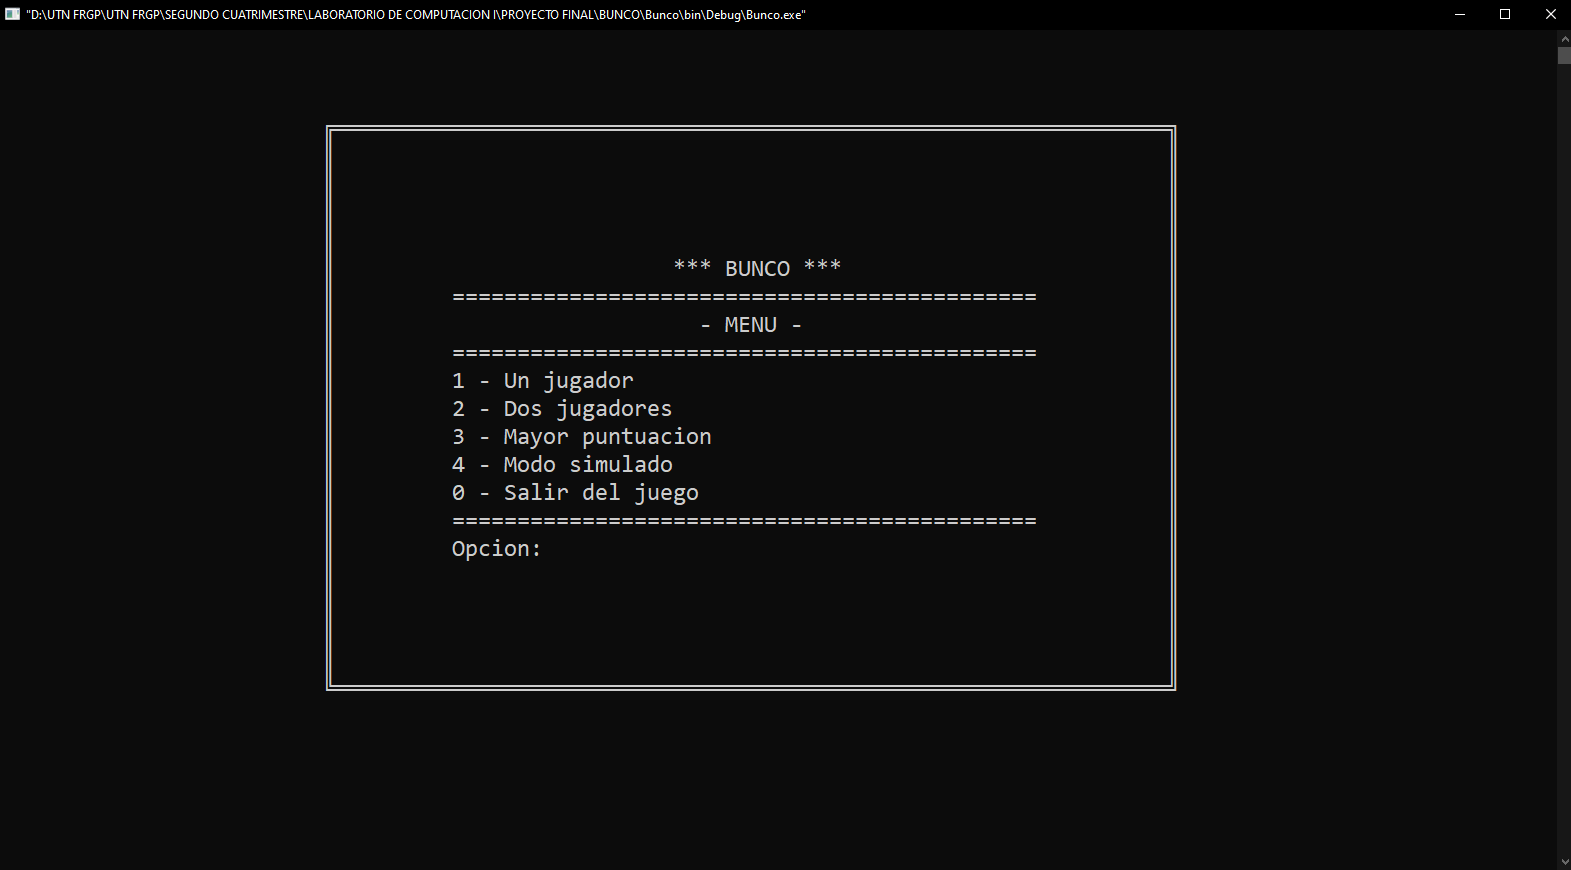 "D:\UTN FRGP\UTN FRGP\SEGUNDO CUATRIMESTRE\LABORATORIO DE COMPUTACION I\PROYECTO FINAL\BUNCO\Bunco\bin\Debug\Bunco.exe"
*** BUNCO ***
=============================================
- MENU -
=============================================
1 - Un jugador
2 - Dos jugadores
3 - Mayor puntuacion
4 - Modo simulado
0 - Salir del juego
=============================================
Opcion: